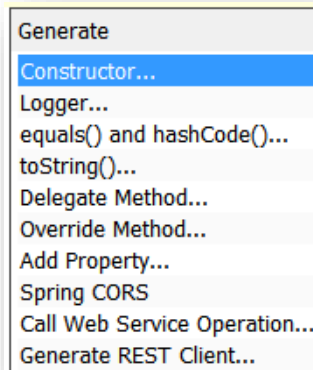 Generate
Constructor...
Logger...
equals() and hashCode()...
toString()...
Delegate Method...
Override Method...
Add Property...
Spring CORS
Call Web Service Operation...
Generate REST Client...